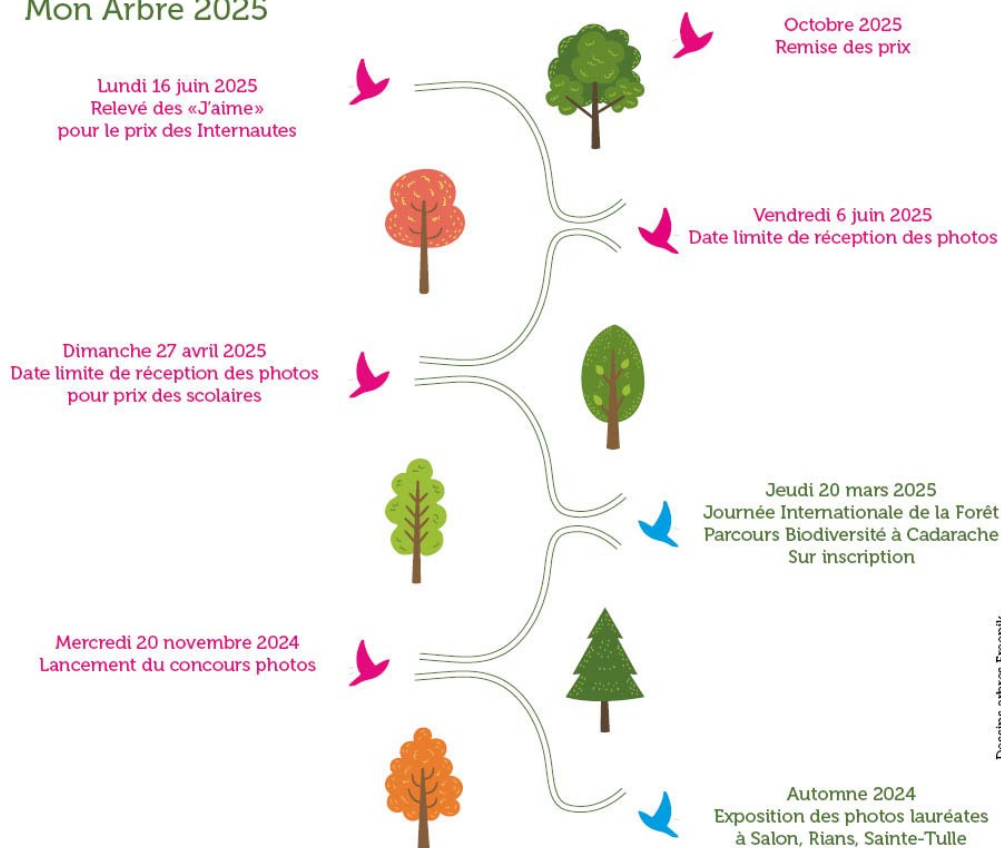 Mon Arbre 2025
Octobre 2025
Remise des prix
Lundi 16 juin 2025
Relevé des «J'aime»
pour le prix des Internautes
Vendredi 6 juin 2025
Date limite de réception des photos
Dimanche 27 avril 2025
Date limite de réception des photos
pour prix des scolaires
Jeudi 20 mars 2025
Journée Internationale de la Forêt
Parcours Biodiversité à Cadarache
Sur inscription
Mercredi 20 novembre 2024
Lancement du concours photos
Dessins arbres Freepik
Automne 2024
Exposition des photos lauréates
à Salon, Rians, Sainte-Tulle